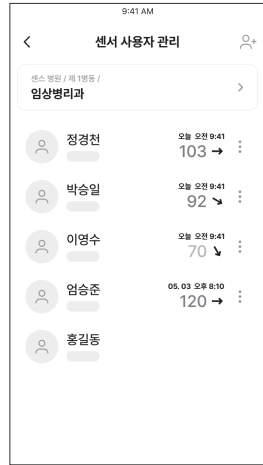 9:41 AM
센서 사용자 관리
센스 병원 / 제 1병동 /
임상병리과
정경천
오늘 오전 9:41
103
박승일
오늘 오전 9:41
92
이영수
오늘 오전 9:41
70
엄승준
05. 03 오후 8:10
120
홍길동